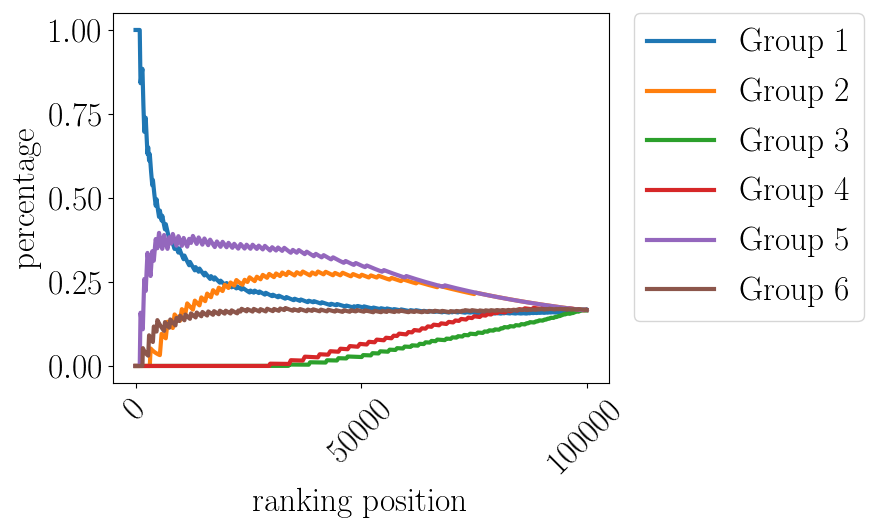 1.00
0.75
0.50
0.25
0.00
percentage
0
50000
100000
ranking position
Group 1
Group 2
Group 3
Group 4
Group 5
Group 6